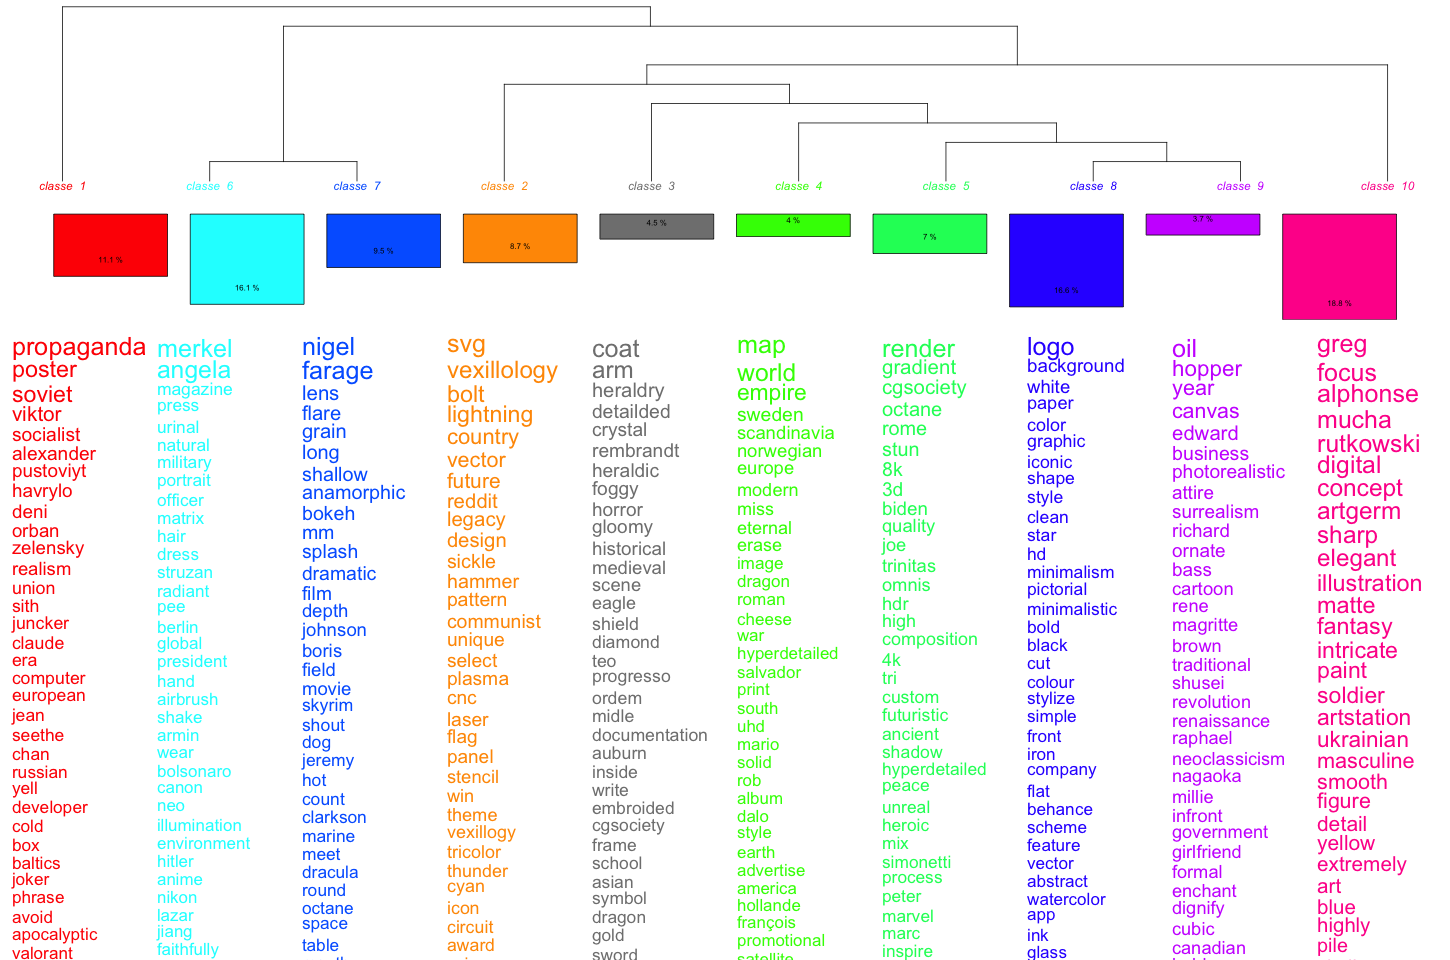 classe 1
classe 6
classe 7
classe 2
classe 3
classe 4
classe 5
classe 8
classe 9
classe 10
11.1 %
16.1 %
9.5 %
8.7 %
4.5 %
4 %
7 %
3.7 %
18.8 %
propaganda
poster
soviet
viktor
socialist
alexander
pustoviyt
havrylo
deni
orban
zelensky
realism
union
sith
juncker
claude
era
computer
european
jean
seethe
chan
russian
yell
developer
cold
box
baltics
joker
phrase
avoid
apocalyptic
valorant
merkel
angela
magazine
press
urinal
natural
military
portrait
officer
matrix
hair
dress
struzan
radiant
pee
berlin
global
president
hand
airbrush
shake
armin
wear
bolsonaro
canon
neo
illumination
environment
hitler
anime
nikon
lazar
jiang
faithfully
nigel
farage
lens
flare
grain
long
shallow
anamorphic
bokeh
mm
splash
dramatic
film
depth
johnson
boris
field
movie
skyrim
shout
dog
jeremy
hot
count
clarkson
marine
meet
dracula
round
octane
space
table
svg
vexillology
bolt
lightning
country
vector
future
reddit
legacy
design
sickle
hammer
pattern
communist
unique
select
plasma
cnc
laser
flag
panel
stencil
win
theme
vexillogy
tricolor
thunder
cyan
icon
circuit
award
coat
arm
heraldry
detailded
crystal
rembrandt
heraldic
foggy
horror
gloomy
historical
medieval
scene
eagle
shield
diamond
teo
progresso
ordem
midle
documentation
auburn
inside
write
embroided
cgsociety
frame
school
asian
symbol
dragon
gold
sword
map
world
empire
sweden
scandinavia
norwegian
europe
modern
miss
eternal
erase
image
dragon
roman
cheese
war
hyperdetailed
salvador
print
south
uhd
mario
solid
rob
album
dalo
style
earth
advertise
america
hollande
françois
promotional
satellite
render
gradient
cgsociety
octane
rome
stun
8k
3d
biden
quality
joe
trinitas
omnis
hdr
high
composition
4k
tri
custom
futuristic
ancient
shadow
hyperdetailed
peace
unreal
heroic
mix
simonetti
process
peter
marvel
marc
inspire
logo
background
white
paper
color
graphic
iconic
shape
style
clean
star
hd
minimalism
pictorial
minimalistic
bold
black
cut
colour
stylize
simple
front
iron
company
flat
behance
scheme
feature
vector
abstract
watercolor
app
ink
glass
oil
hopper
year
canvas
edward
business
photorealistic
attire
surrealism
richard
ornate
bass
cartoon
rene
magritte
brown
traditional
shusei
revolution
renaissance
raphael
neoclassicism
nagaoka
millie
infront
government
girlfriend
formal
enchant
dignify
cubic
canadian
greg
focus
alphonse
mucha
rutkowski
digital
concept
artgerm
sharp
elegant
illustration
matte
fantasy
intricate
paint
soldier
artstation
ukrainian
masculine
smooth
figure
detail
yellow
extremely
art
blue
highly
pile